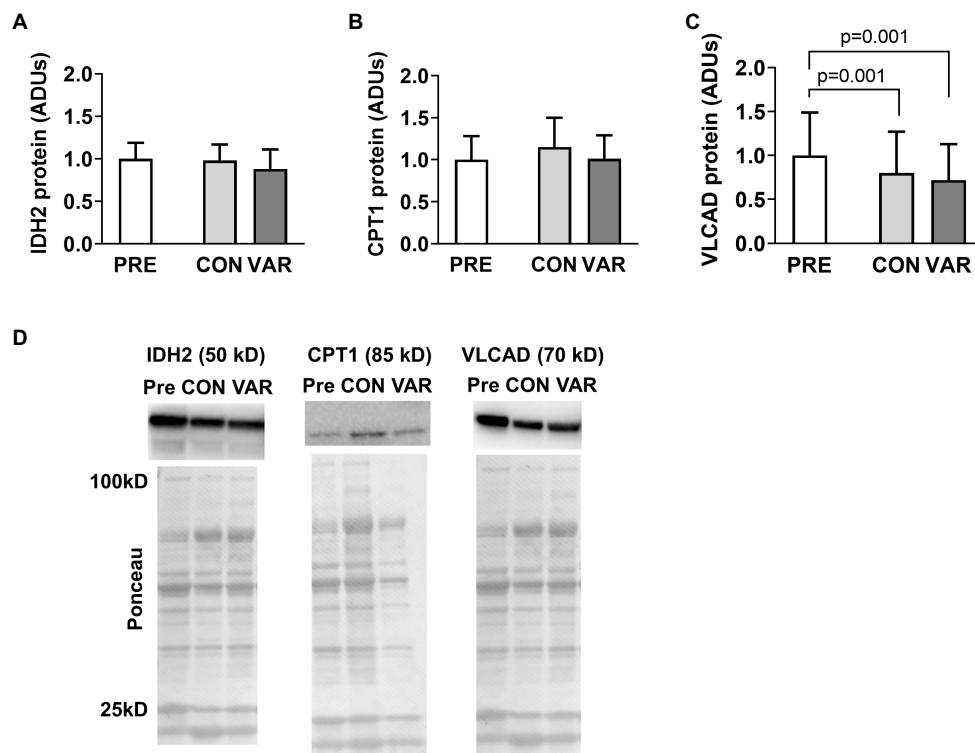 A
IDH2 protein (ADUs)
2.0
1.5
1.0
0.5
0.0
PRE CON VAR
B
CPT1 protein (ADUs)
2.0
1.5
1.0
0.5
0.0
PRE CON VAR
C
VLCAD protein (ADUs)
p=0.001
p=0.001
2.0
1.5
1.0
0.5
0.0
PRE CON VAR
D
IDH2 (50 kD)
Pre CON VAR
CPT1 (85 kD)
Pre CON VAR
VLCAD (70 kD)
Pre CON VAR
100kD
Ponceau
25kD